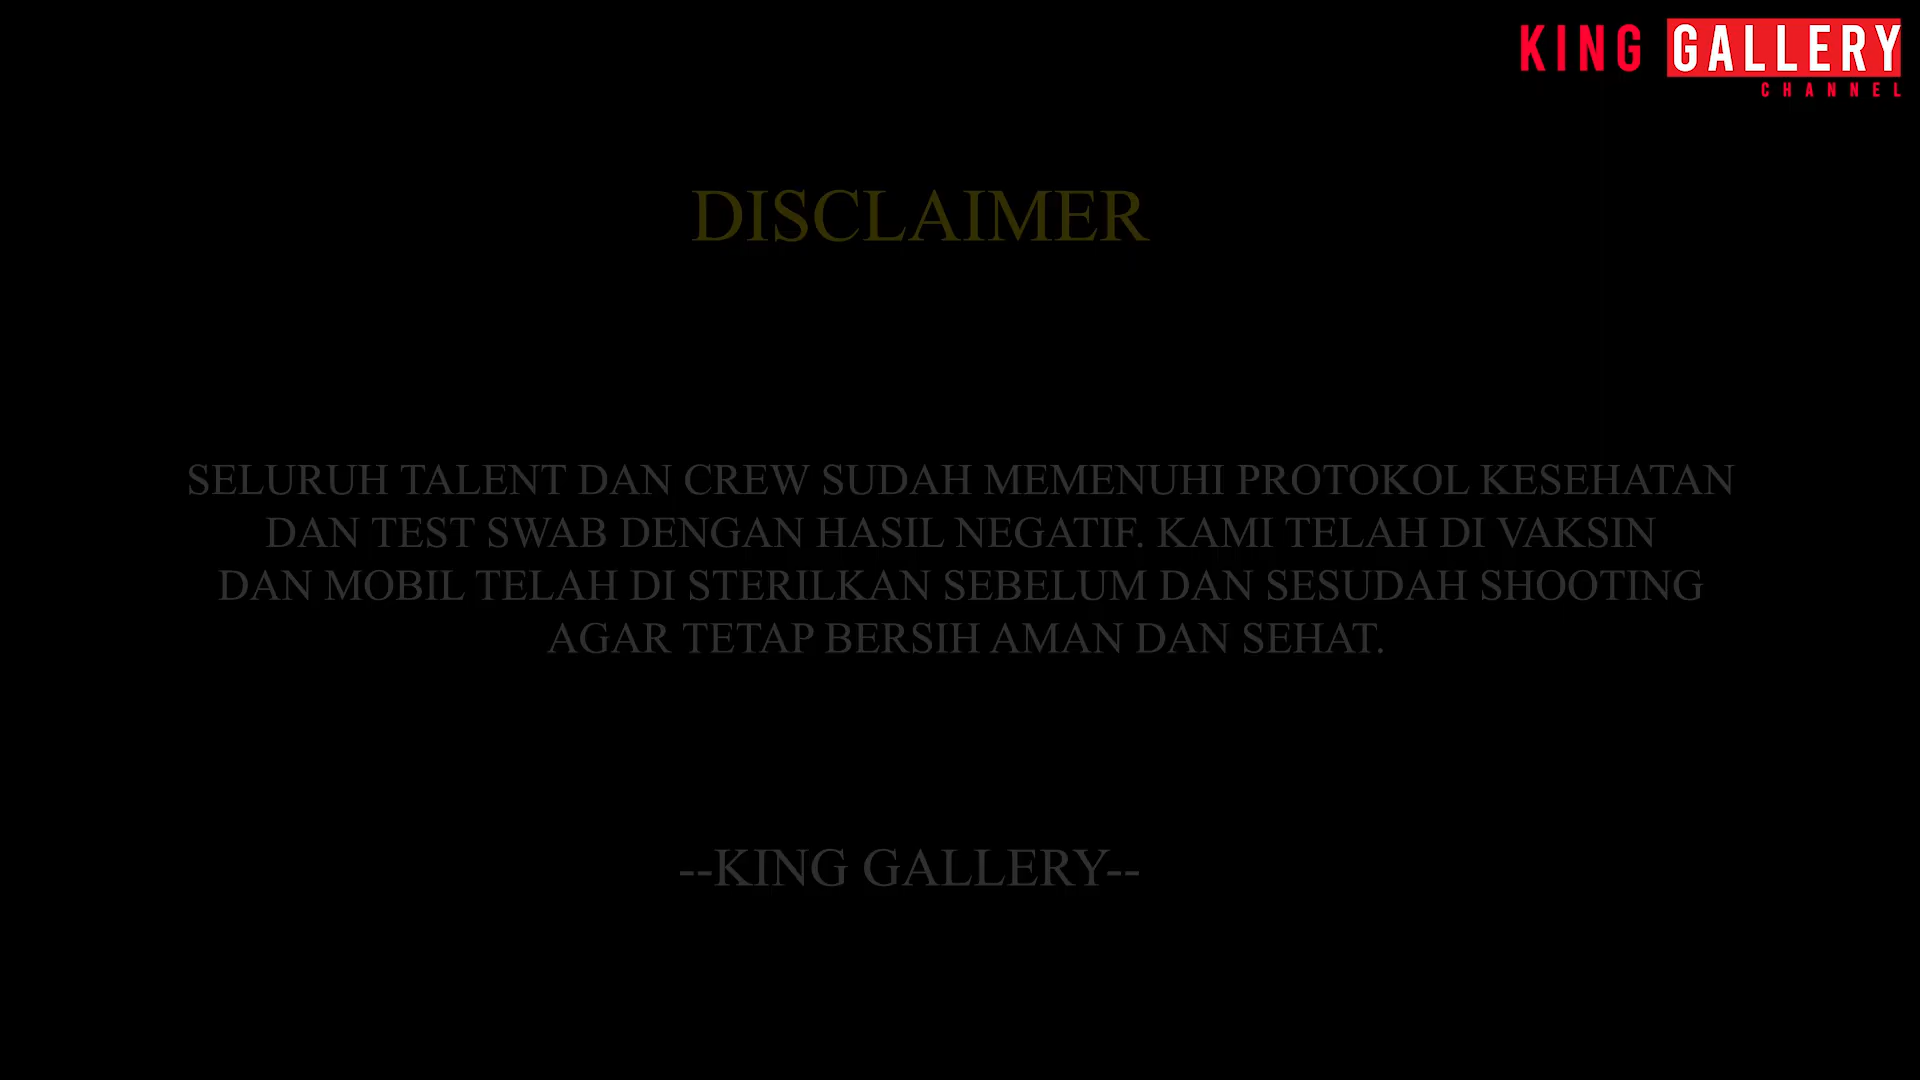 KING GALLERY
CHANNEL
DISCLAIMER
SELURUH TALENT DAN CREW SUDAH MEMENUHI PROTOKOL KESEHATAN
DAN TEST SWAB DENGAN HASIL NEGATIF. KAMI TELAH DI VAKSIN
DAN MOBIL TELAH DI STERILKAN SEBELUM DAN SESUDAH SHOOTING
AGAR TETAP BERSIH AMAN DAN SEHAT.
--KING GALLERY--